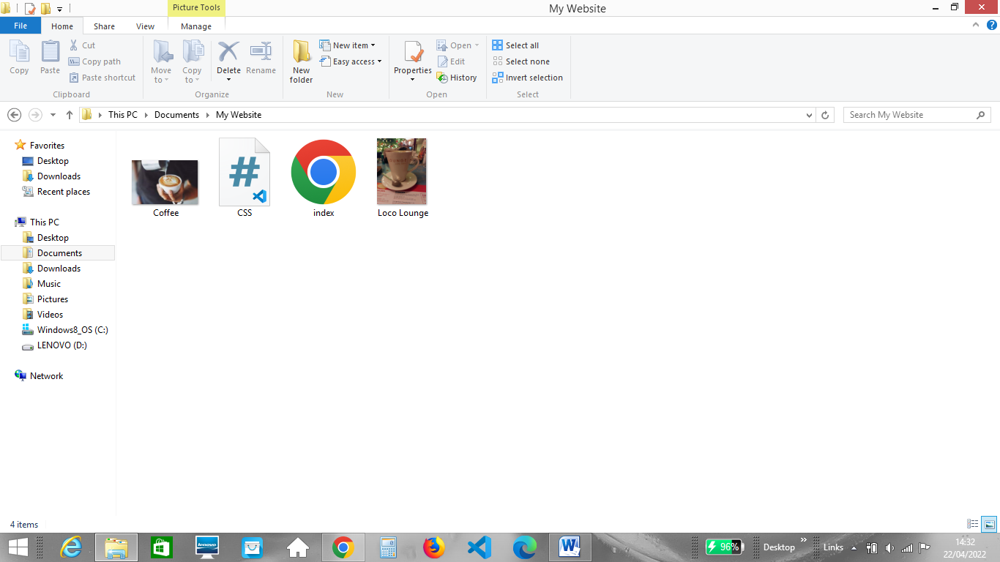 Picture Tools
My Website
File
Home
Share
View
Manage
Copy
Paste
Cut
Copy path
Paste shortcut
Clipboard
Move to
Copy to
Delete
Rename
Organize
New folder
New item
Easy access
New
Properties
Open
Edit
History
Open
Select all
Select none
Invert selection
Select
This PC
Documents
My Website
Search My Website
Favorites
Desktop
Downloads
Recent places
This PC
Desktop
Documents
Downloads
Music
Pictures
Videos
Windows8_OS (C:)
LENOVO (D:)
Network
#
Coffee
CSS
index
Loco Lounge
4 items
lenovo
96%
Desktop
Links
14:32
22/04/2022